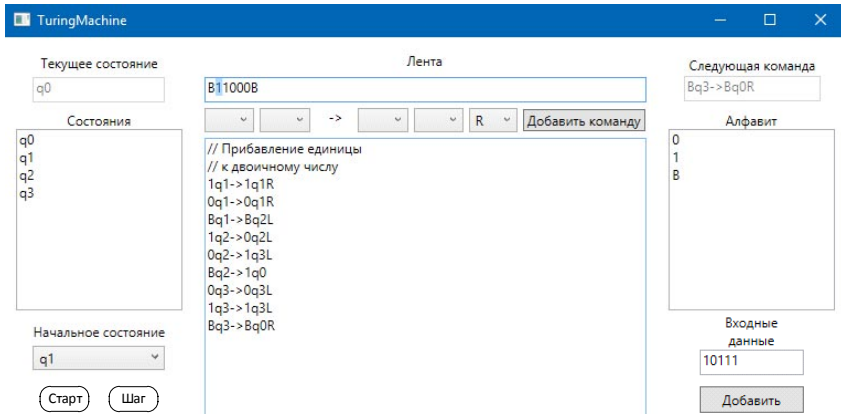 TuringMachine
Текущее состояние
q0
Лента
B11000B
Следующая команда
Bq3->Bq0R
-> R Добавить команду
Состояния
q0
q1
q2
q3
// Прибавление единицы
// к двоичному числу
1q1->1q1R
0q1->0q1R
Bq1->Bq2L
1q2->0q2L
0q2->1q3L
Bq2->1q0
0q3->0q3L
1q3->1q3L
Bq3->Bq0R
Алфавит
0
1
B
Начальное состояние
q1
Старт Шаг
Входные
данные
10111
Добавить